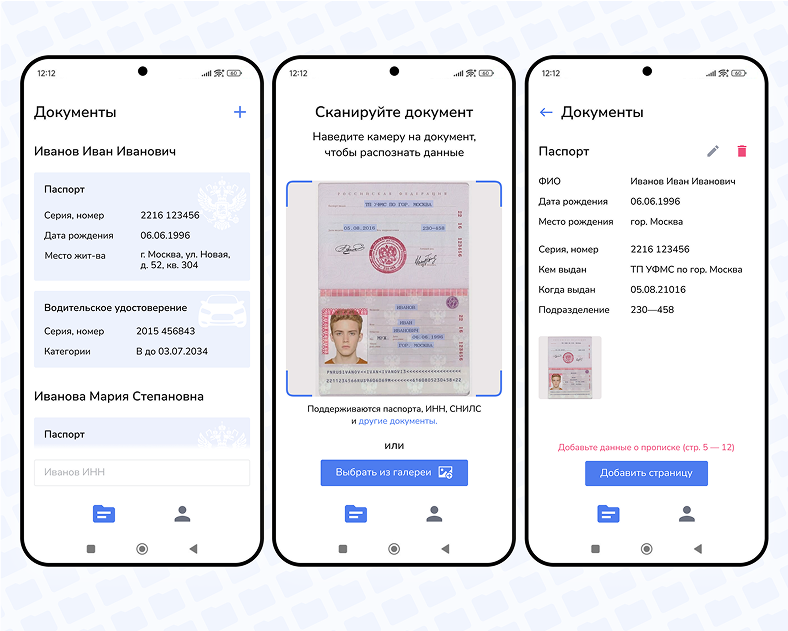 12:12
60
Документы
Иванов Иван Иванович
Паспорт
Серия, номер 2216 123456
Дата рождения 06.06.1996
Место жит-ва г. Москва, ул. Новая,
д. 52, кв. 304
Водительское удостоверение
Серия, номер 2015 456843
Категории B до 03.07.2034
Иванова Мария Степановна
Паспорт
Иванов ИНН
12:12
60
Сканируйте документ
Наведите камеру на документ,
чтобы распознать данные
РОССИЙСКАЯ ФЕДЕРАЦИЯ
ТП УФМС ПО ГОР. МОСКВА
05.08.2016 230-458
ИВАНОВ
ИВАН
ИВАНОВИЧ
МУЖ. 06.06.1996
ГОР. МОСКВА
Поддерживаются паспорта, ИНН, СНИЛС
и другие документы.
или
Выбрать из галереи
12:12
60
Документы
Паспорт
ФИО Иванов Иван Иванович
Дата рождения 06.06.1996
Место рождения гор. Москва
Серия, номер 2216 123456
Кем выдан ТП УФМС по гор. Москва
Когда выдан 05.08.21016
Подразделение 230—458
Добавьте данные о прописке (стр. 5 — 12)
Добавить страницу